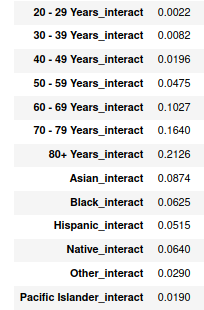 20 - 29 Years_interact 0.0022
30 - 39 Years_interact 0.0082
40 - 49 Years_interact 0.0196
50 - 59 Years_interact 0.0475
60 - 69 Years_interact 0.1027
70 - 79 Years_interact 0.1640
80+ Years_interact 0.2126
Asian_interact 0.0874
Black_interact 0.0625
Hispanic_interact 0.0515
Native_interact 0.0640
Other_interact 0.0290
Pacific Islander_interact 0.0190